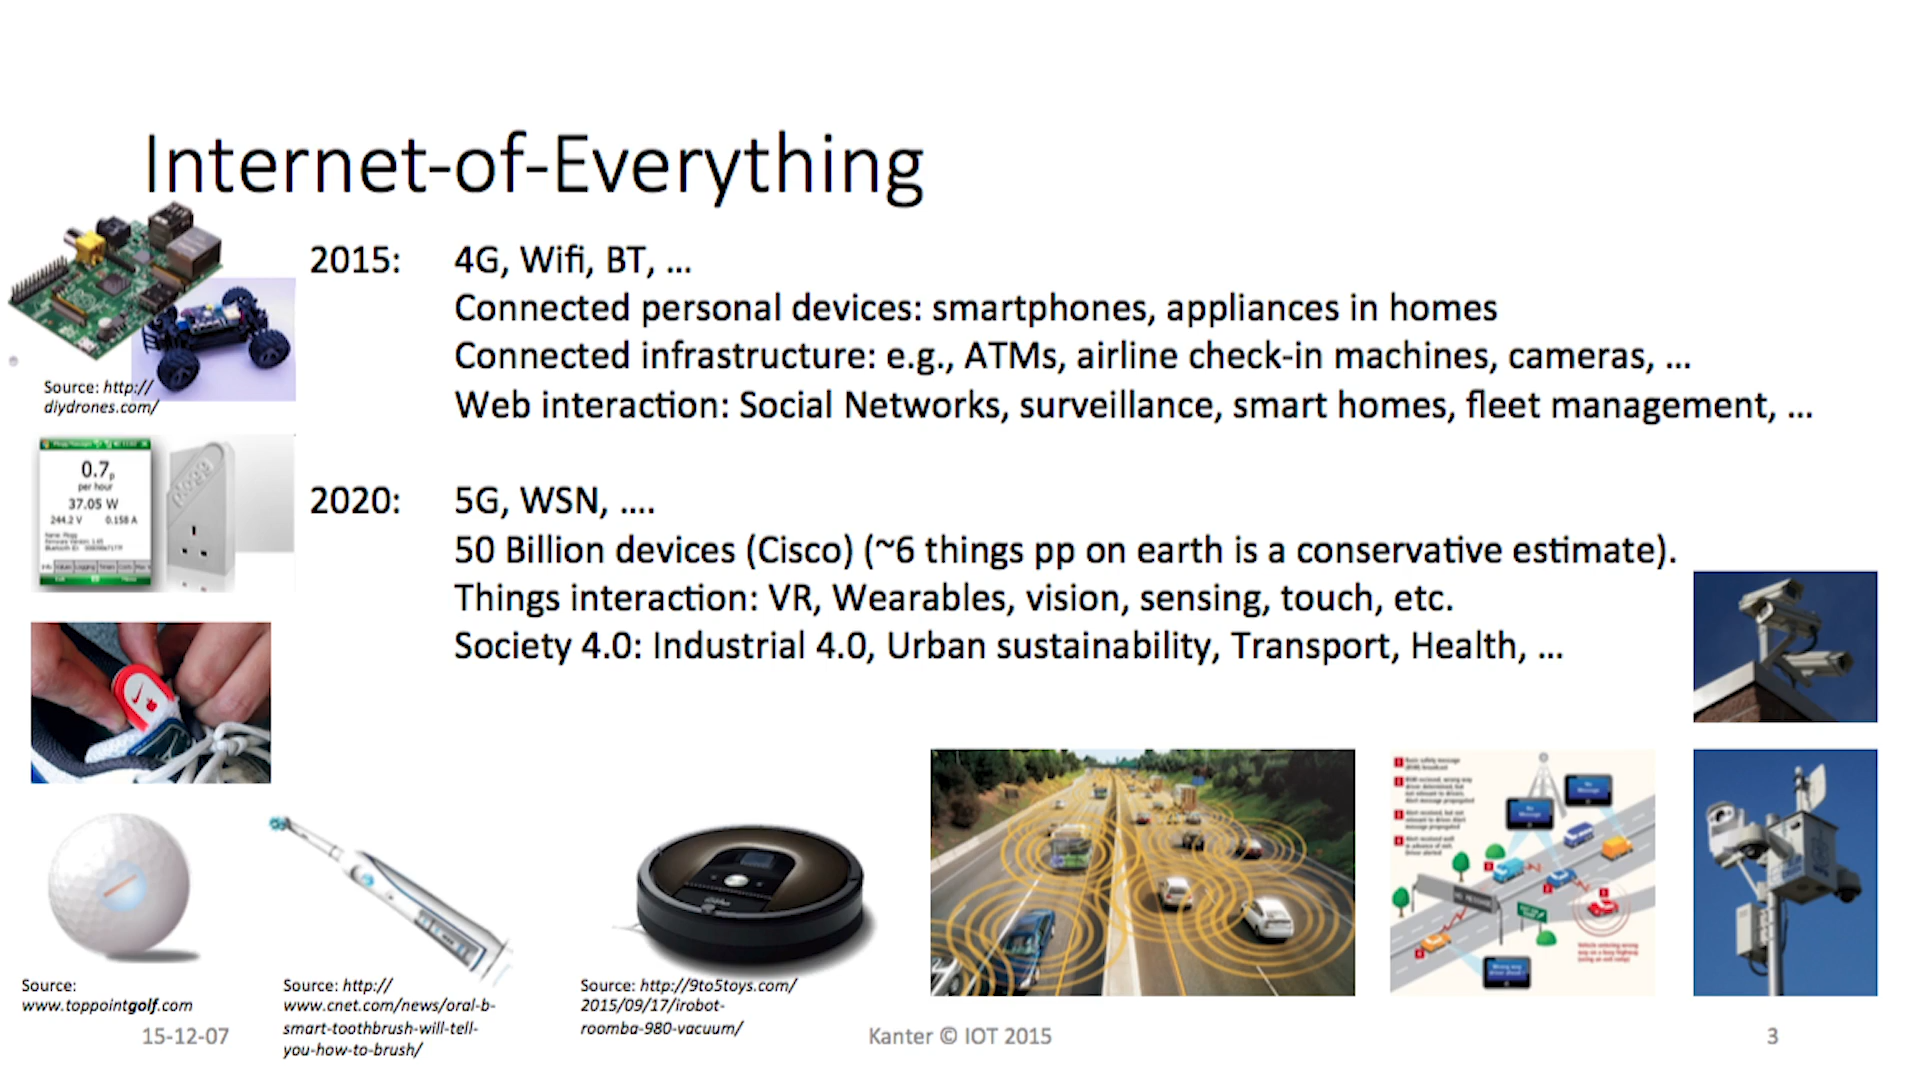 Internet-of-Everything
2015: 4G, Wifi, BT, ...
Connected personal devices: smartphones, appliances in homes
Connected infrastructure: e.g., ATMs, airline check-in machines, cameras, ...
Web interaction: Social Networks, surveillance, smart homes, fleet management, ...
Source: http://
diydrones.com/
0.7p
per hour
37.05 W
244.2 V 0.158 A
plogg
2020: 5G, WSN, ....
50 Billion devices (Cisco) (~6 things pp on earth is a conservative estimate).
Things interaction: VR, Wearables, vision, sensing, touch, etc.
Society 4.0: Industrial 4.0, Urban sustainability, Transport, Health, ...
Source:
www.toppointgolf.com
Source: http://
www.cnet.com/news/oral-b-
smart-toothbrush-will-tell-
you-how-to-brush/
Source: http://9to5toys.com/
2015/09/17/irobot-
roomba-980-vacuum/
15-12-07
Kanter © IOT 2015
3